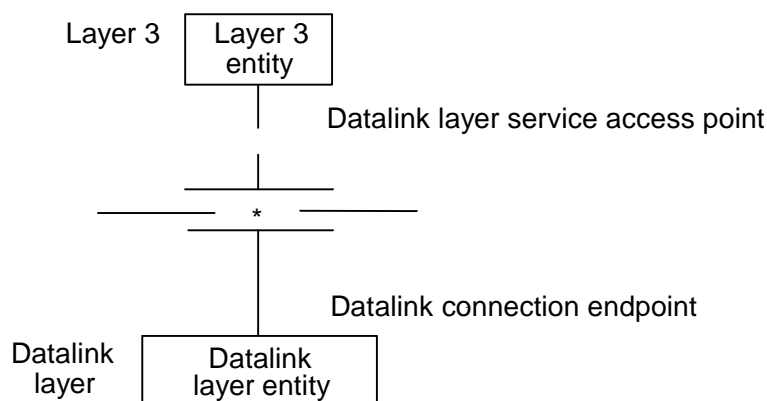 Layer 3
Layer 3
entity
Datalink layer service access point
*
Datalink connection endpoint
Datalink
layer
Datalink
layer entity